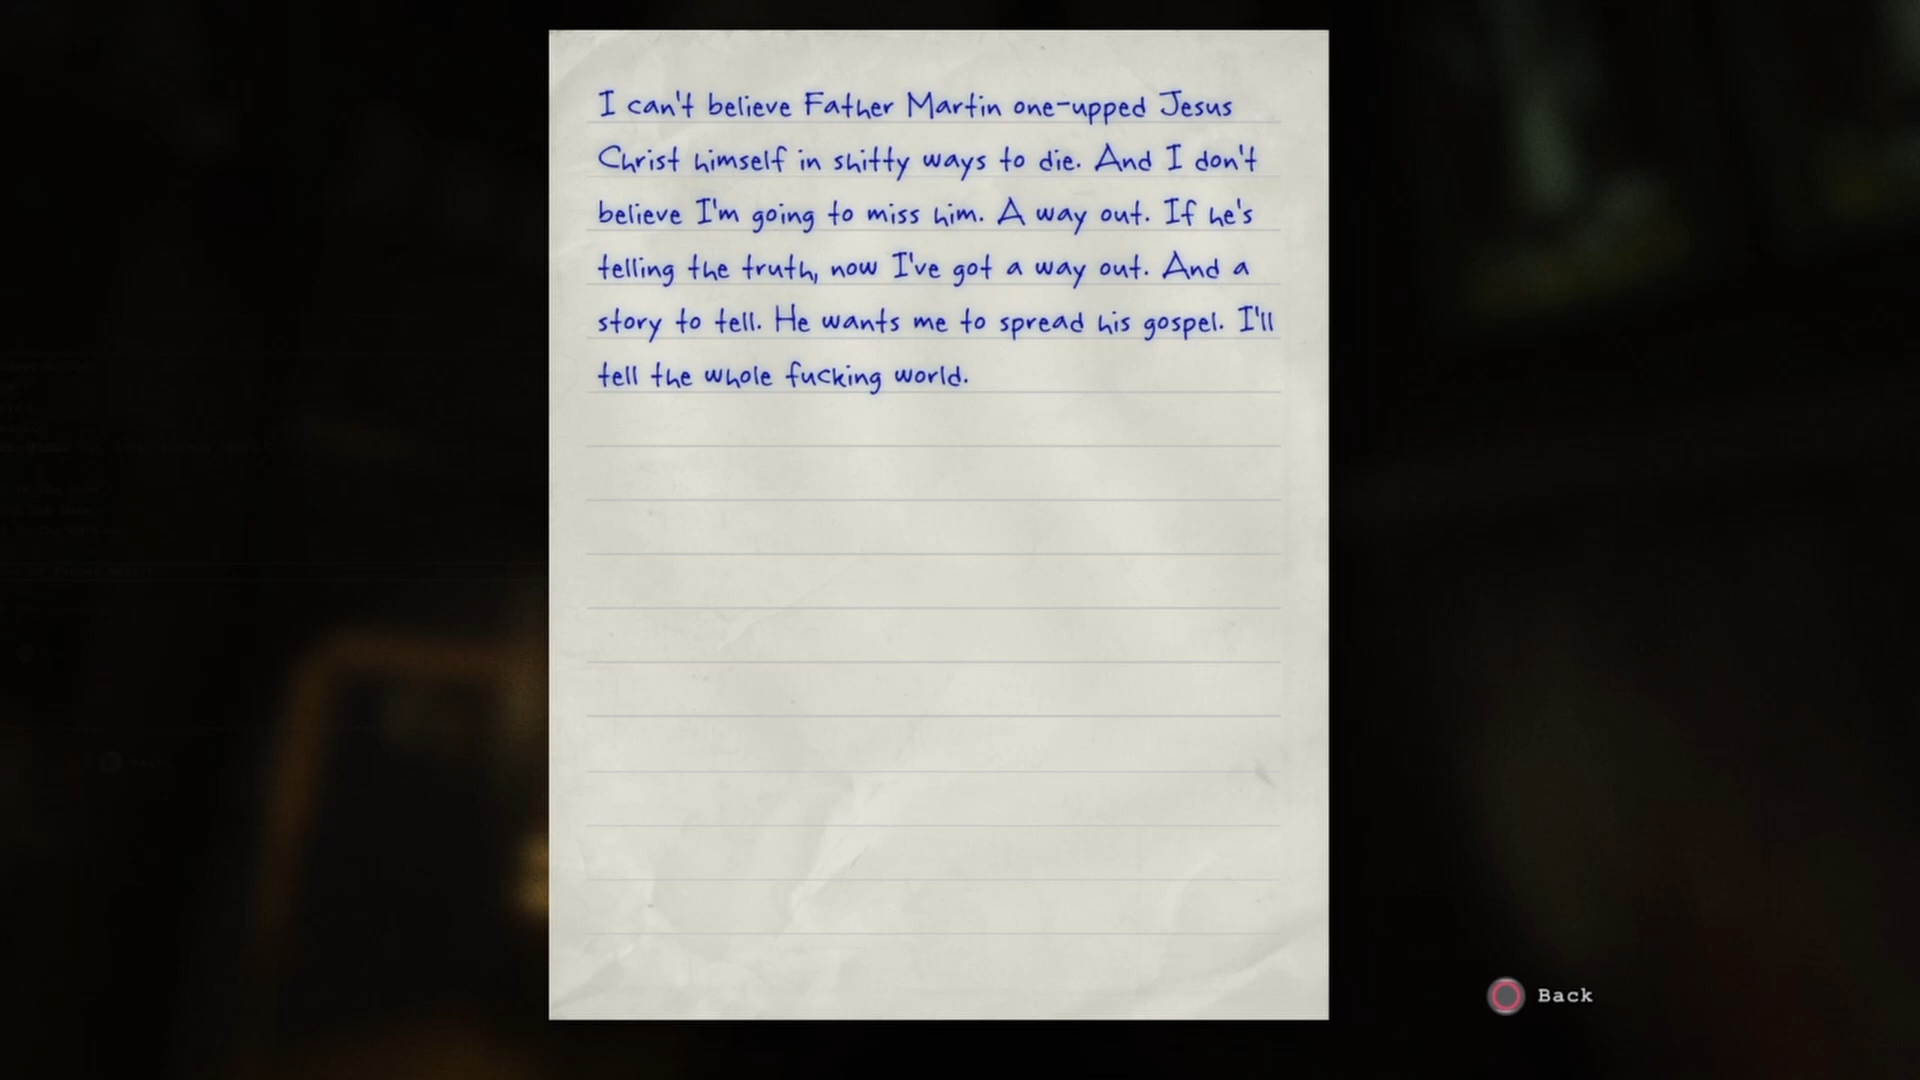 I can't believe Father Martin one-upped Jesus
Christ himself in shitty ways to die. And I don't
believe I'm going to miss him. A way out. If he's
telling the truth, now I've got a way out. And a
story to tell. He wants me to spread his gospel. I'll
tell the whole fucking world.
Back